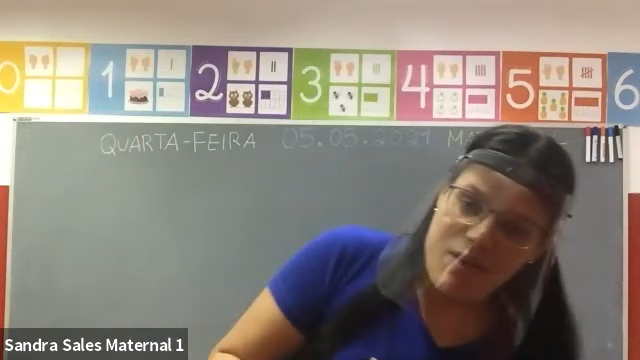 0 1 2 3 4 5 6
QUARTA-FEIRA 05.05.2021
Sandra Sales Maternal 1